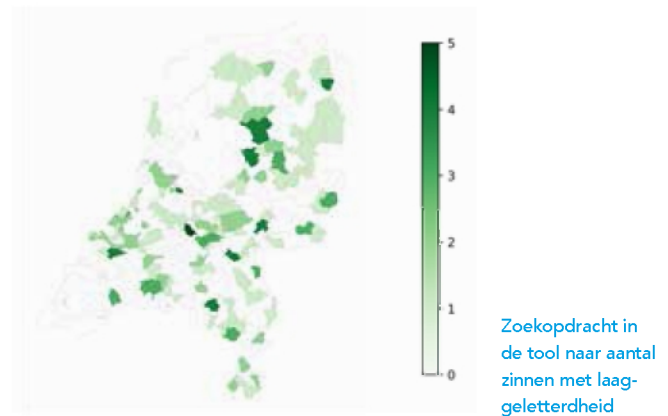 5
4
3
2
1
0
Zoekopdracht in
de tool naar aantal
zinnen met laag-
geletterdheid